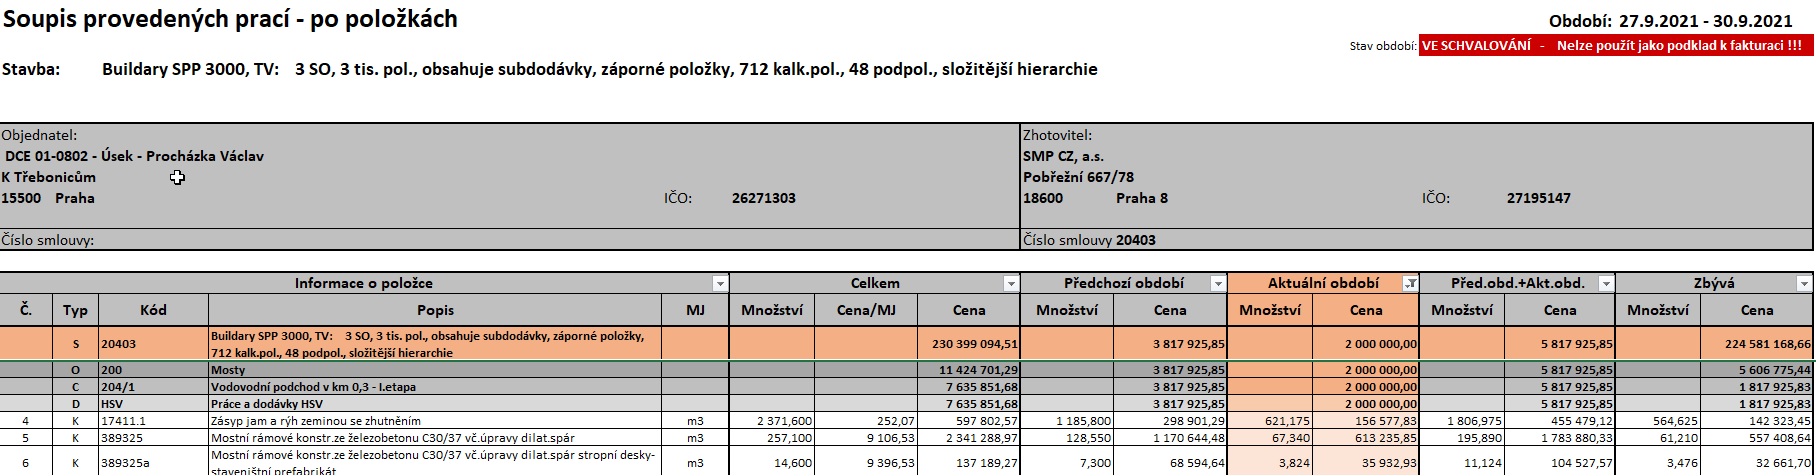 Soupis provedených prací - po položkách
Období: 27.9.2021 - 30.9.2021
Stav období: VE SCHVALOVÁNÍ - Nelze použít jako podklad k fakturaci !!!
Stavba: Buildary SPP 3000, TV: 3 SO, 3 tis. pol., obsahuje subdodávky, záporné položky, 712 kalk.pol., 48 podpol., složitější hierarchie
Objednatel:
DCE 01-0802 - Úsek - Procházka Václav
K Třebonicům
15500 Praha IČO: 26271303
Číslo smlouvy:
Zhotovitel:
SMP CZ, a.s.
Pobřežní 667/78
18600 Praha 8 IČO: 27195147
Číslo smlouvy 20403
Informace o položce Celkem Předchozí období Aktuální období Před.obd.+Akt.obd. Zbývá
Č. Typ Kód Popis MJ Množství Cena/MJ Cena Množství Cena Množství Cena Množství Cena Množství Cena
S 20403 Buildary SPP 3000, TV: 3 SO, 3 tis. pol., obsahuje subdodávky, záporné položky,
712 kalk.pol., 48 podpol., složitější hierarchie 230 399 094,51 3 817 925,85 2 000 000,00 5 817 925,85 224 581 168,66
O 200 Mosty 11 424 701,29 3 817 925,85 2 000 000,00 5 817 925,85 5 606 775,44
C 204/1 Vodovodní podchod v km 0,3 - I.etapa 7 635 851,68 3 817 925,85 2 000 000,00 5 817 925,85 1 817 925,83
D HSV Práce a dodávky HSV 7 635 851,68 3 817 925,85 2 000 000,00 5 817 925,85 1 817 925,83
4 K 17411.1 Zásyp jam a rýh zeminou se zhutněním m3 2 371,600 252,07 597 802,57 1 185,800 298 901,29 621,175 156 577,83 1 806,975 455 479,12 564,625 142 323,45
5 K 389325 Mostní rámové konstr.ze železobetonu C30/37 vč.úpravy dilat.spár m3 257,100 9 106,53 2 341 288,97 128,550 1 170 644,48 67,340 613 235,85 195,890 1 783 880,33 61,210 557 408,64
6 K 389325a Mostní rámové konstr.ze železobetonu C30/37 vč.úpravy dilat.spár stropní desky-
staveništní prefabrikát m3 14,600 9 396,53 137 189,27 7,300 68 594,64 3,824 35 932,93 11,124 104 527,57 3,476 32 661,70